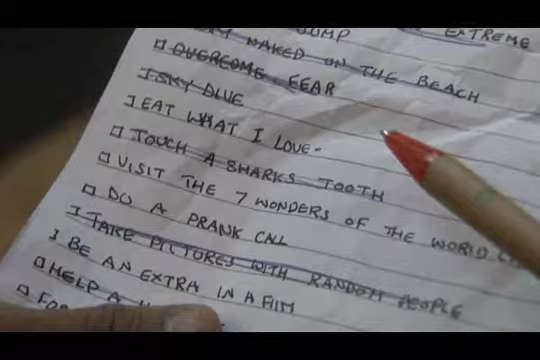 JUMP
EXTREME
NAKED ON THE BEACH
OVERCOME FEAR
SKY DIVE
EAT WHAT I LOVE-
TOUCH A SHARKS TOOTH
VISIT THE 7 WONDERS OF THE WORLD
DO A PRANK CALL
TAKE PICTURES WITH RANDOM PEOPLE
BE AN EXTRA IN A FILM
HELP A